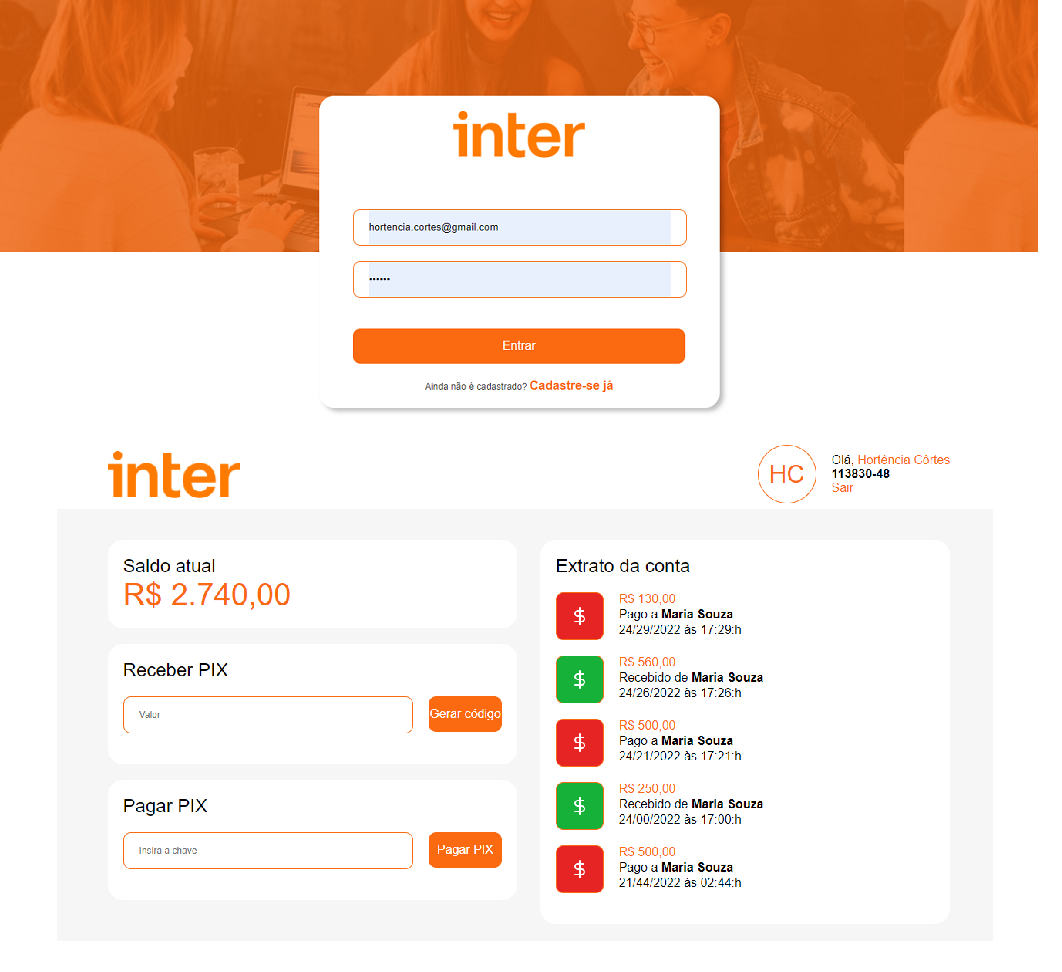 inter
hortencia.cortes@gmail.com
••••••
Entrar
Ainda não é cadastrado? Cadastre-se já
inter
HC
Olá, Hortência Côrtes
113830-48
Sair
Saldo atual
R$ 2.740,00
Receber PIX
Valor
Gerar código
Pagar PIX
Insira a chave
Pagar PIX
Extrato da conta
$
R$ 130,00
Pago a Maria Souza
24/29/2022 às 17:29:h
$
R$ 560,00
Recebido de Maria Souza
24/26/2022 às 17:26:h
$
R$ 500,00
Pago a Maria Souza
24/21/2022 às 17:21:h
$
R$ 250,00
Recebido de Maria Souza
24/00/2022 às 17:00:h
$
R$ 500,00
Pago a Maria Souza
21/44/2022 às 02:44:h